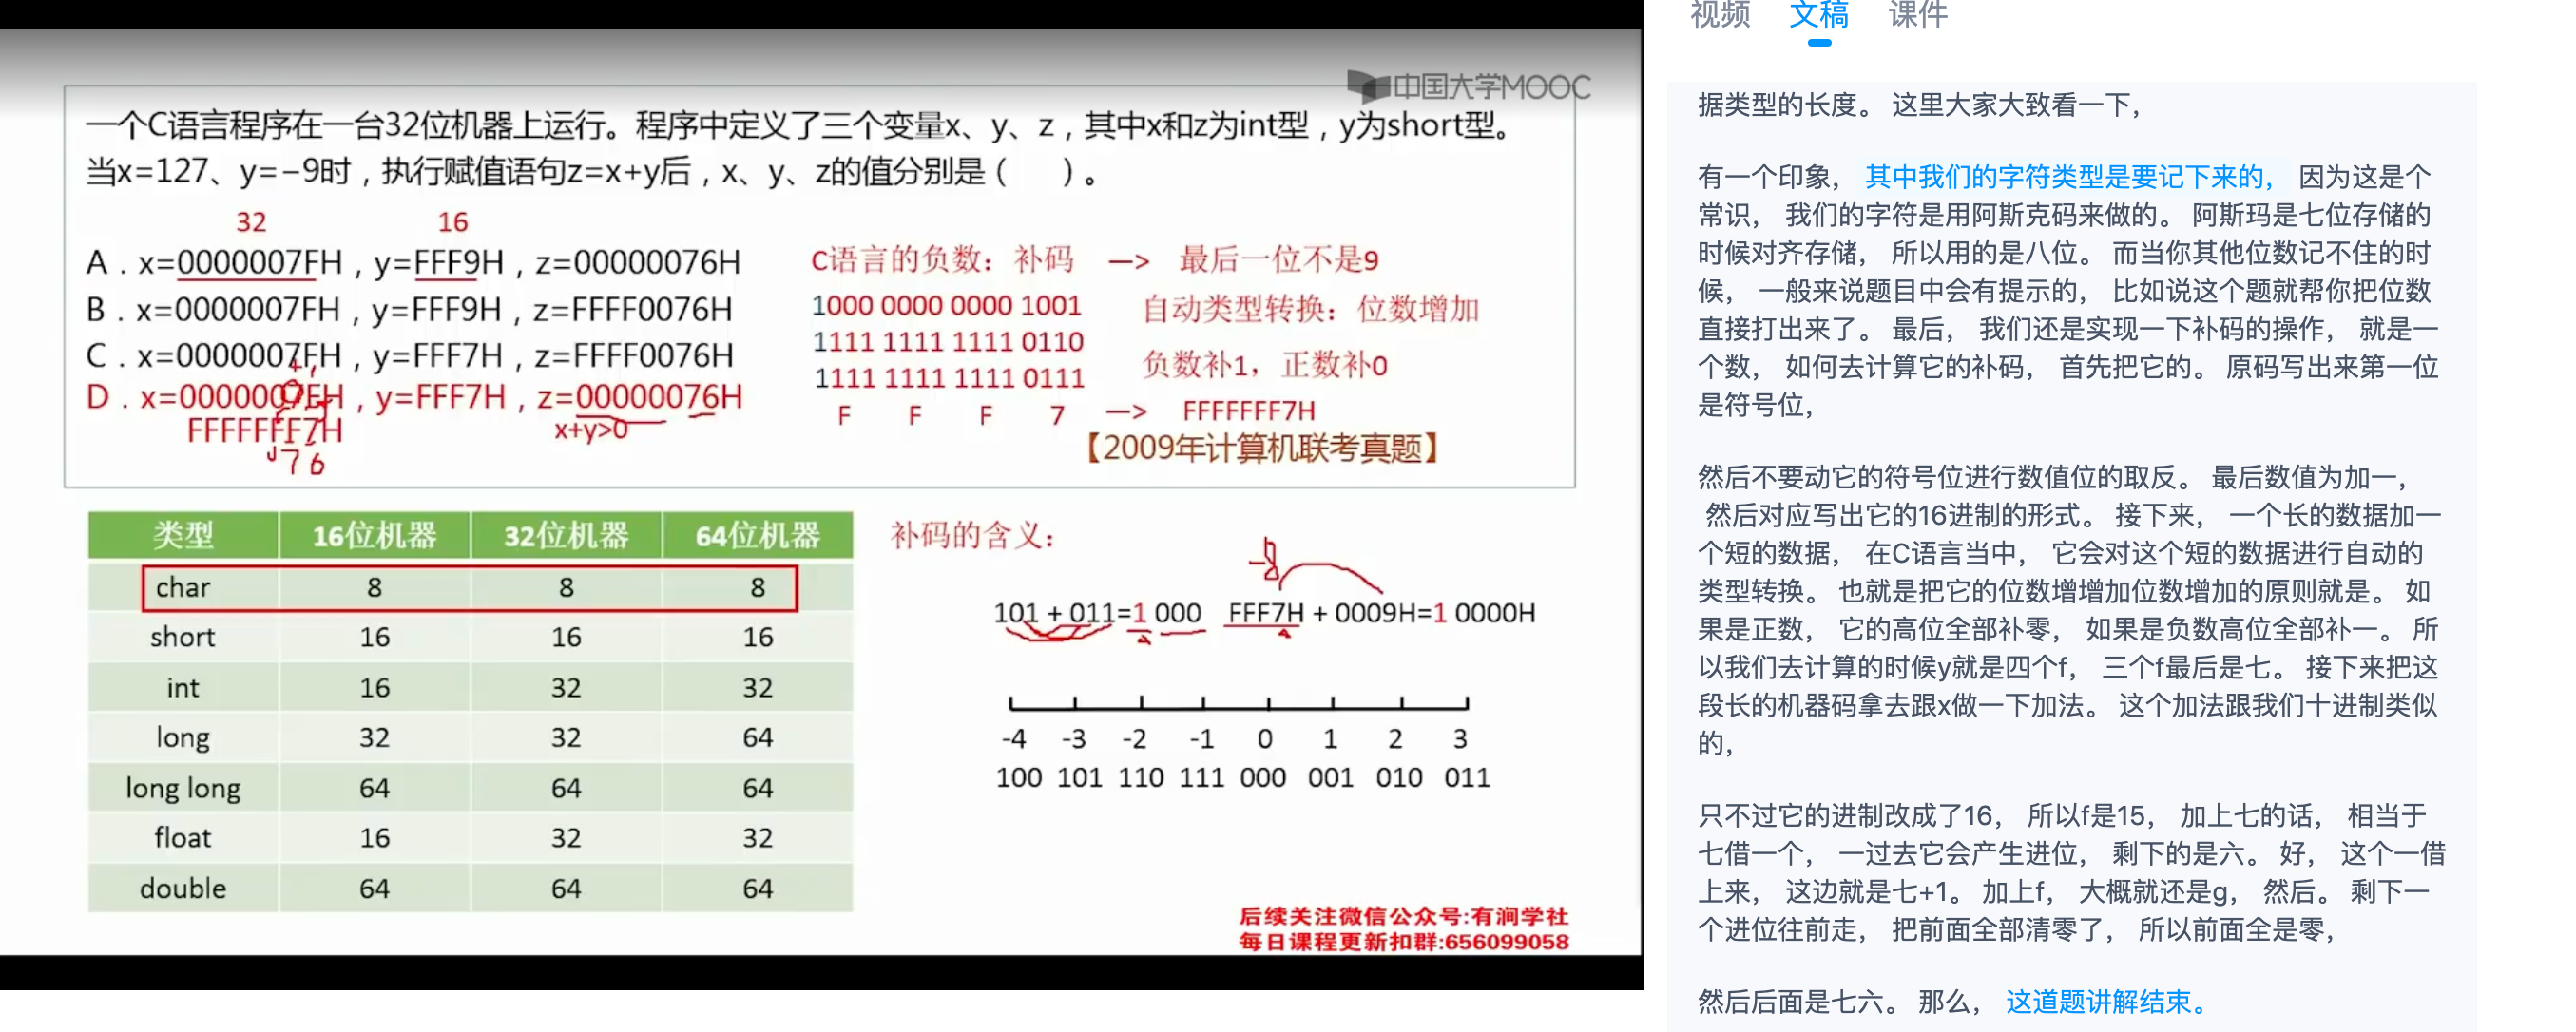 视频 文稿 课件
中国大学MOOC
一个C语言程序在一台32位机器上运行。程序中定义了三个变量x、y、z，其中x和z为int型，y为short型。
当x=127、y=−9时，执行赋值语句z=x+y后，x、y、z的值分别是（ ）。
32 16
A．x=0000007FH，y=FFF9H，z=00000076H
B．x=0000007FH，y=FFF9H，z=FFFF0076H
C．x=0000007FH，y=FFF7H，z=FFFF0076H
D．x=0000007FH，y=FFF7H，z=00000076H
FFFFFFF7H
x+y>0
76
C语言的负数：补码 —> 最后一位不是9
1000 0000 0000 1001
1111 1111 1111 0110
1111 1111 1111 0111
F F F 7 —> FFFFFFF7H
自动类型转换：位数增加
负数补1，正数补0
【2009年计算机联考真题】
类型 16位机器 32位机器 64位机器
char 8 8 8
short 16 16 16
int 16 32 32
long 32 32 64
long long 64 64 64
float 16 32 32
double 64 64 64
补码的含义：
101 + 011=1 000 FFF7H + 0009H=1 0000H
-4 -3 -2 -1 0 1 2 3
100 101 110 111 000 001 010 011
后续关注微信公众号:有涧学社
每日课程更新扣群:656099058
据类型的长度。 这里大家大致看一下，
有一个印象， 其中我们的字符类型是要记下来的， 因为这是个
常识， 我们的字符是用阿斯克码来做的。 阿斯玛是七位存储的
时候对齐存储， 所以用的是八位。 而当你其他位数记不住的时
候， 一般来说题目中会有提示的， 比如说这个题就帮你把位数
直接打出来了。 最后， 我们还是实现一下补码的操作， 就是一
个数， 如何去计算它的补码， 首先把它的。 原码写出来第一位
是符号位，
然后不要动它的符号位进行数值位的取反。 最后数值为加一，
然后对应写出它的16进制的形式。 接下来， 一个长的数据加一
个短的数据， 在C语言当中， 它会对这个短的数据进行自动的
类型转换。 也就是把它的位数增增加位数增加的原则就是。 如
果是正数， 它的高位全部补零， 如果是负数高位全部补一。 所
以我们去计算的时候y就是四个f， 三个f最后是七。 接下来把这
段长的机器码拿去跟x做一下加法。 这个加法跟我们十进制类似
的，
只不过它的进制改成了16， 所以f是15， 加上七的话， 相当于
七借一个， 一过去它会产生进位， 剩下的是六。 好， 这个一借
上来， 这边就是七+1。 加上f， 大概就还是g， 然后。 剩下一
个进位往前走， 把前面全部清零了， 所以前面全是零，
然后后面是七六。 那么， 这道题讲解结束。